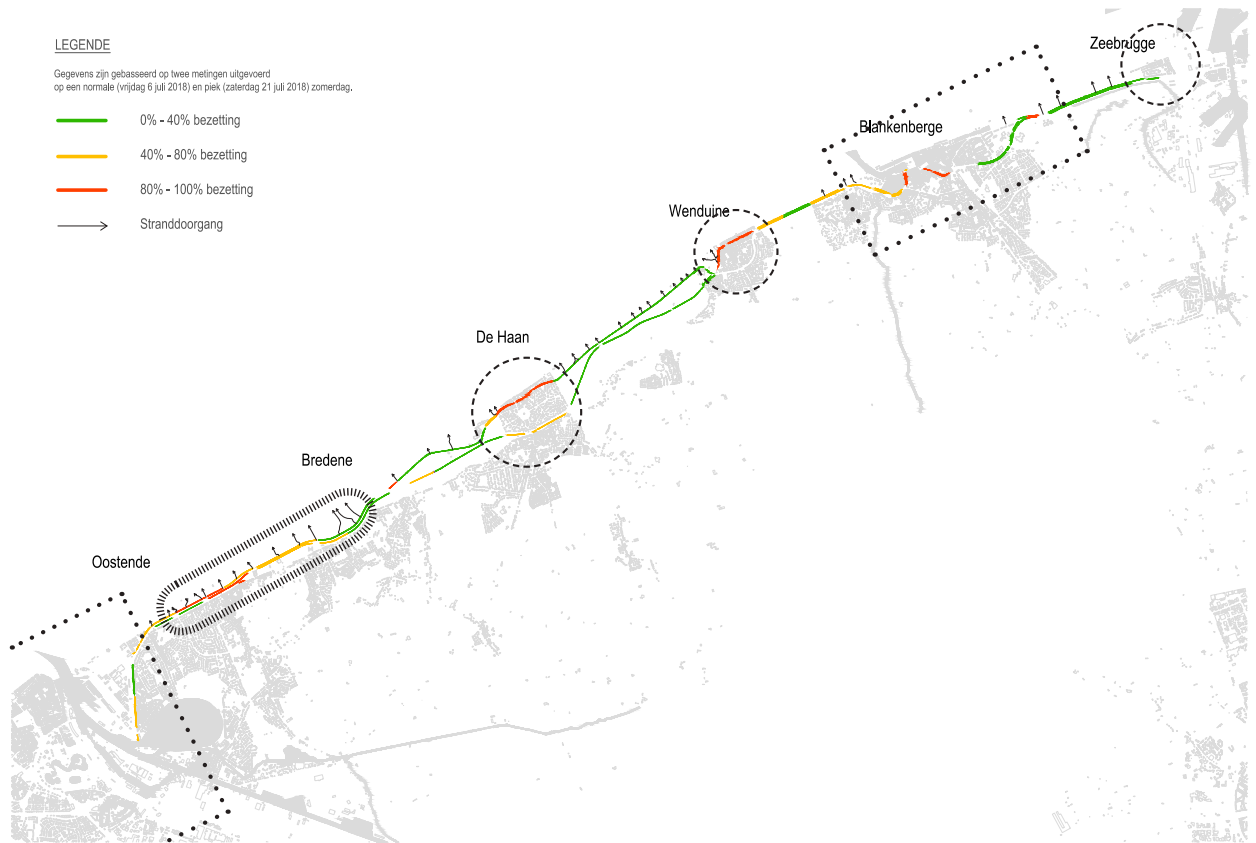 LEGENDE
Gegevens zijn gebasseerd op twee metingen uitgevoerd
op een normale (vrijdag 6 juli 2018) en piek (zaterdag 21 juli 2018) zomerdag.
0% - 40% bezetting
40% - 80% bezetting
80% - 100% bezetting
Stranddoorgang
Zeebrugge
Blankenberge
Wenduine
De Haan
Bredene
Oostende